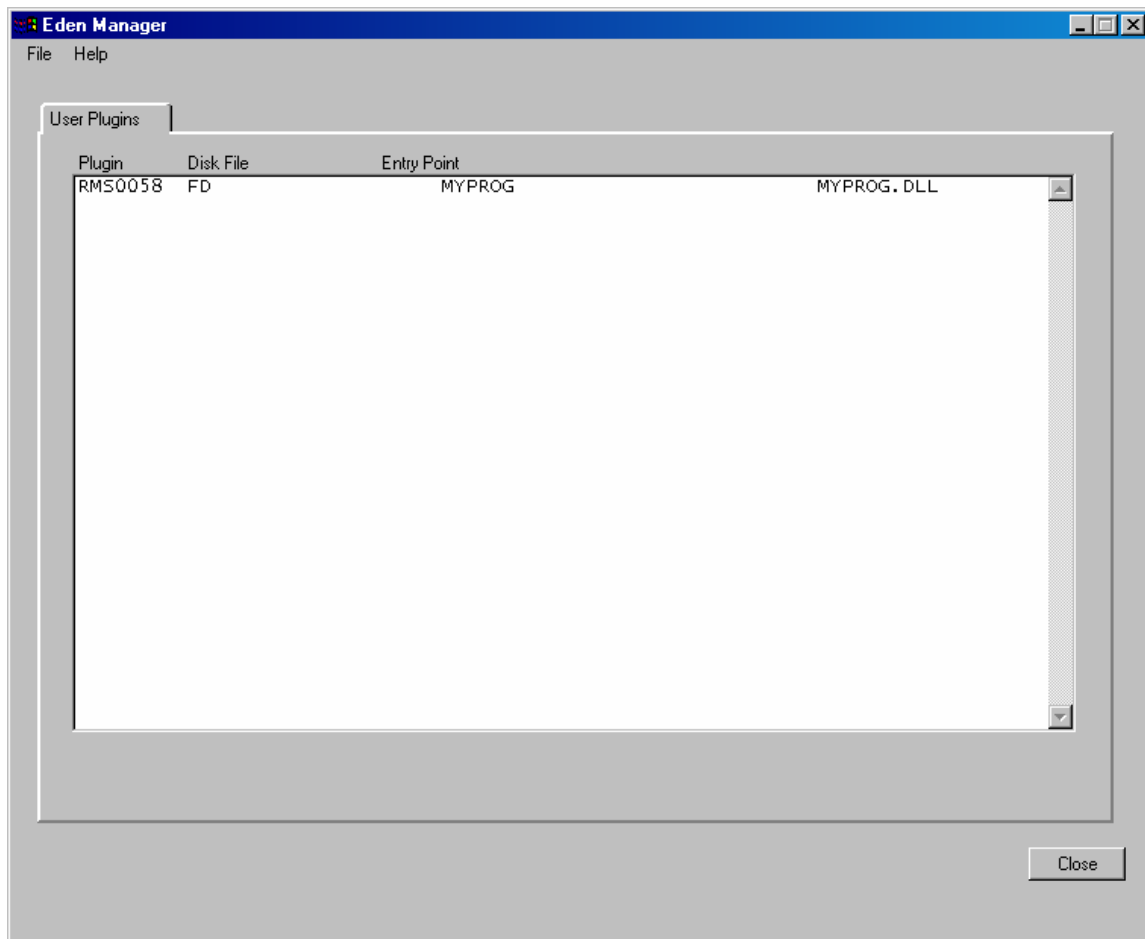 Eden Manager
File Help
User Plugins
Plugin Disk File Entry Point
RMS0058 FD MYPROG MYPROG.DLL
Close